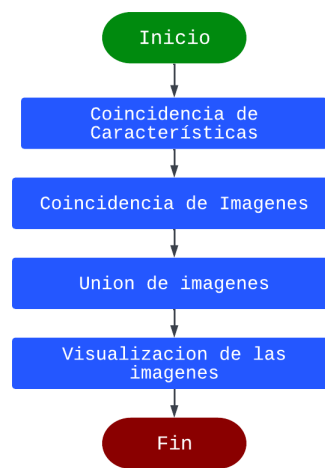 Inicio
Coincidencia de
Características
Coincidencia de Imagenes
Union de imagenes
Visualizacion de las
imagenes
Fin